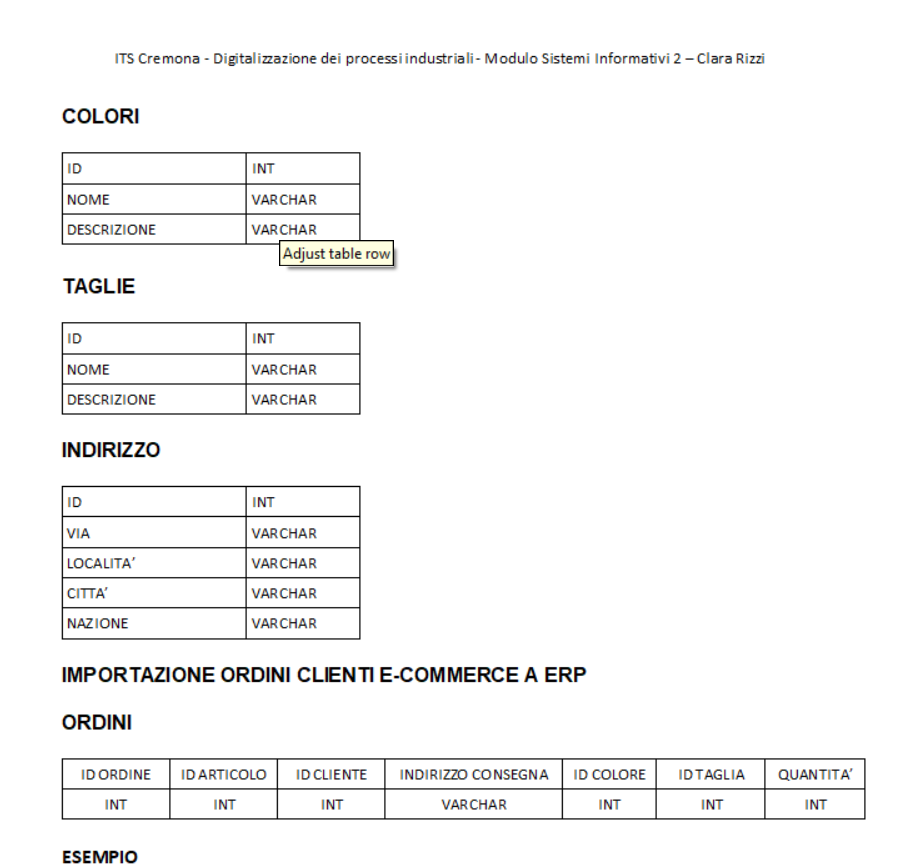 ITS Cremona - Digitalizzazione dei processi industriali - Modulo Sistemi Informativi 2 – Clara Rizzi
COLORI
ID INT
NOME VARCHAR
DESCRIZIONE VARCHAR
Adjust table row
TAGLIE
ID INT
NOME VARCHAR
DESCRIZIONE VARCHAR
INDIRIZZO
ID INT
VIA VARCHAR
LOCALITA’ VARCHAR
CITTA’ VARCHAR
NAZIONE VARCHAR
IMPORTAZIONE ORDINI CLIENTI E-COMMERCE A ERP
ORDINI
ID ORDINE ID ARTICOLO ID CLIENTE INDIRIZZO CONSEGNA ID COLORE ID TAGLIA QUANTITA’
INT INT INT VARCHAR INT INT INT
ESEMPIO